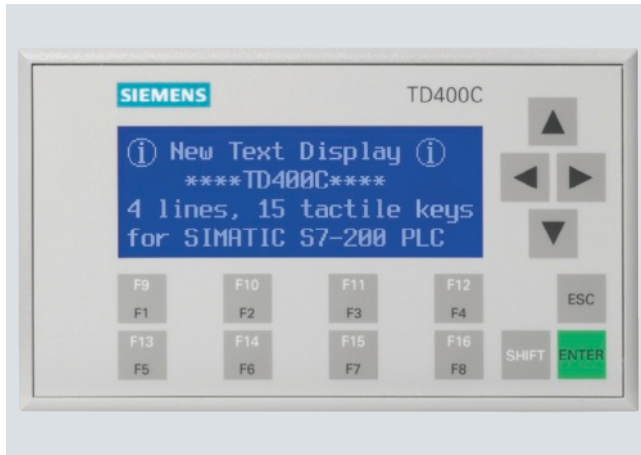 SIEMENS TD400C
ⓘ New Text Display ⓘ
****TD400C****
4 lines, 15 tactile keys
for SIMATIC S7-200 PLC
F9 F10 F11 F12
F1 F2 F3 F4 ESC
F13 F14 F15 F16
SHIFT ENTER
F5 F6 F7 F8